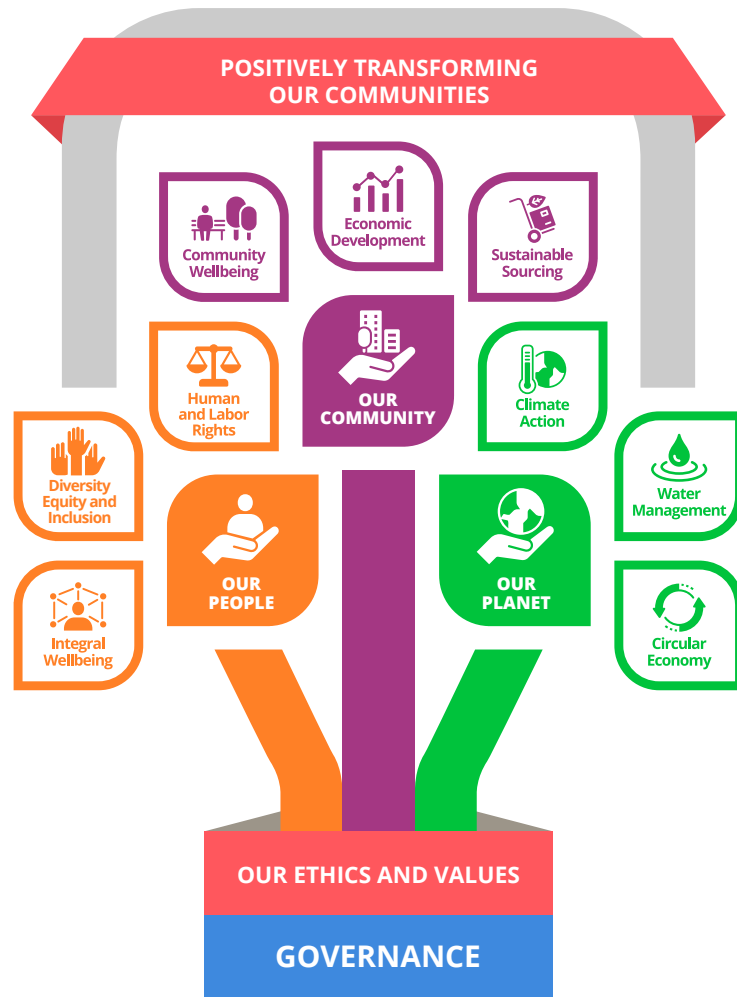 POSITIVELY TRANSFORMING
OUR COMMUNITIES
Economic
Development
Community
Wellbeing
Sustainable
Sourcing
Human
and Labor
Rights
OUR
COMMUNITY
Climate
Action
Diversity
Equity and
Inclusion
Water
Management
OUR
PEOPLE
OUR
PLANET
Integral
Wellbeing
Circular
Economy
OUR ETHICS AND VALUES
GOVERNANCE